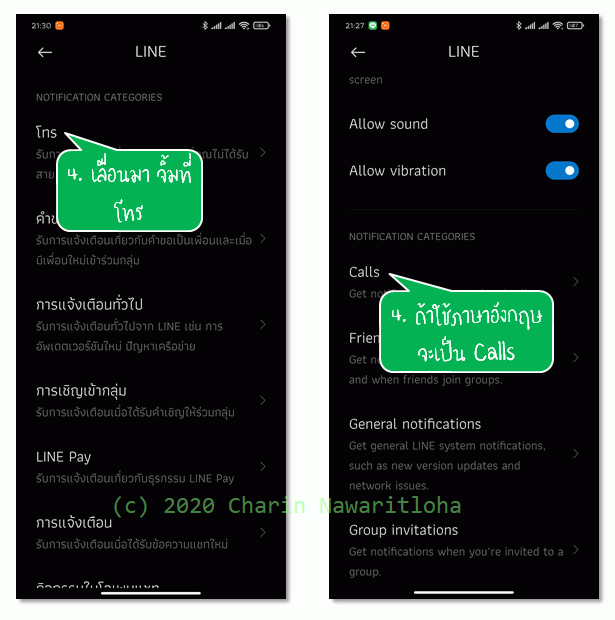 21:30
LINE
NOTIFICATION CATEGORIES
โทร
ณไม่ได้รับ
สาย
4. เลื่อนมา จิ้มที่
โทร
รับการแจ้งเตือนเกี่ยวกับคำขอเป็นเพื่อนและเมื่อ
มีเพื่อนใหม่เข้าร่วมกลุ่ม
การแจ้งเตือนทั่วไป
รับการแจ้งเตือนทั่วไปจาก LINE เช่น การ
อัพเดตเวอร์ชันใหม่ ปัญหาเครือข่าย
การเชิญเข้ากลุ่ม
รับการแจ้งเตือนเมื่อได้รับคำเชิญให้ร่วมกลุ่ม
LINE Pay
รับการแจ้งเตือนเกี่ยวกับธุรกรรม LINE Pay
การแจ้งเตือน
รับการแจ้งเตือนเมื่อได้รับข้อความแชทใหม่
21:27
LINE
screen
Allow sound
Allow vibration
NOTIFICATION CATEGORIES
Calls
4. ถ้าใช้ภาษาอังกฤษ
จะเป็น Calls
and when friends join groups.
General notifications
Get general LINE system notifications,
such as new version updates and
network issues.
Group invitations
Get notifications when you're invited to a
group.
(c) 2020 Charin Nawaritloha